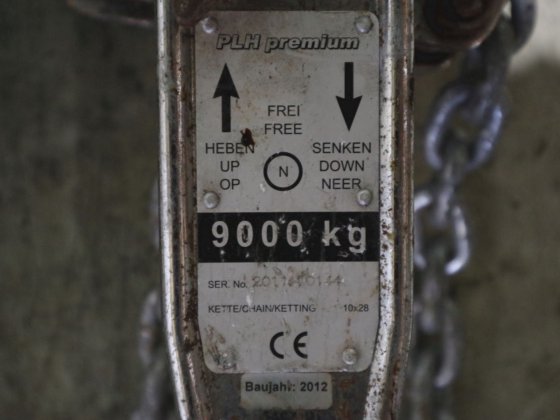 PLH premium
FREI
FREE
HEBEN
UP
OP
N
SENKEN
DOWN
NEER
9000 kg
SER. No.
KETTE/CHAIN/KETTING 10x28
CE
Baujahr: 2012